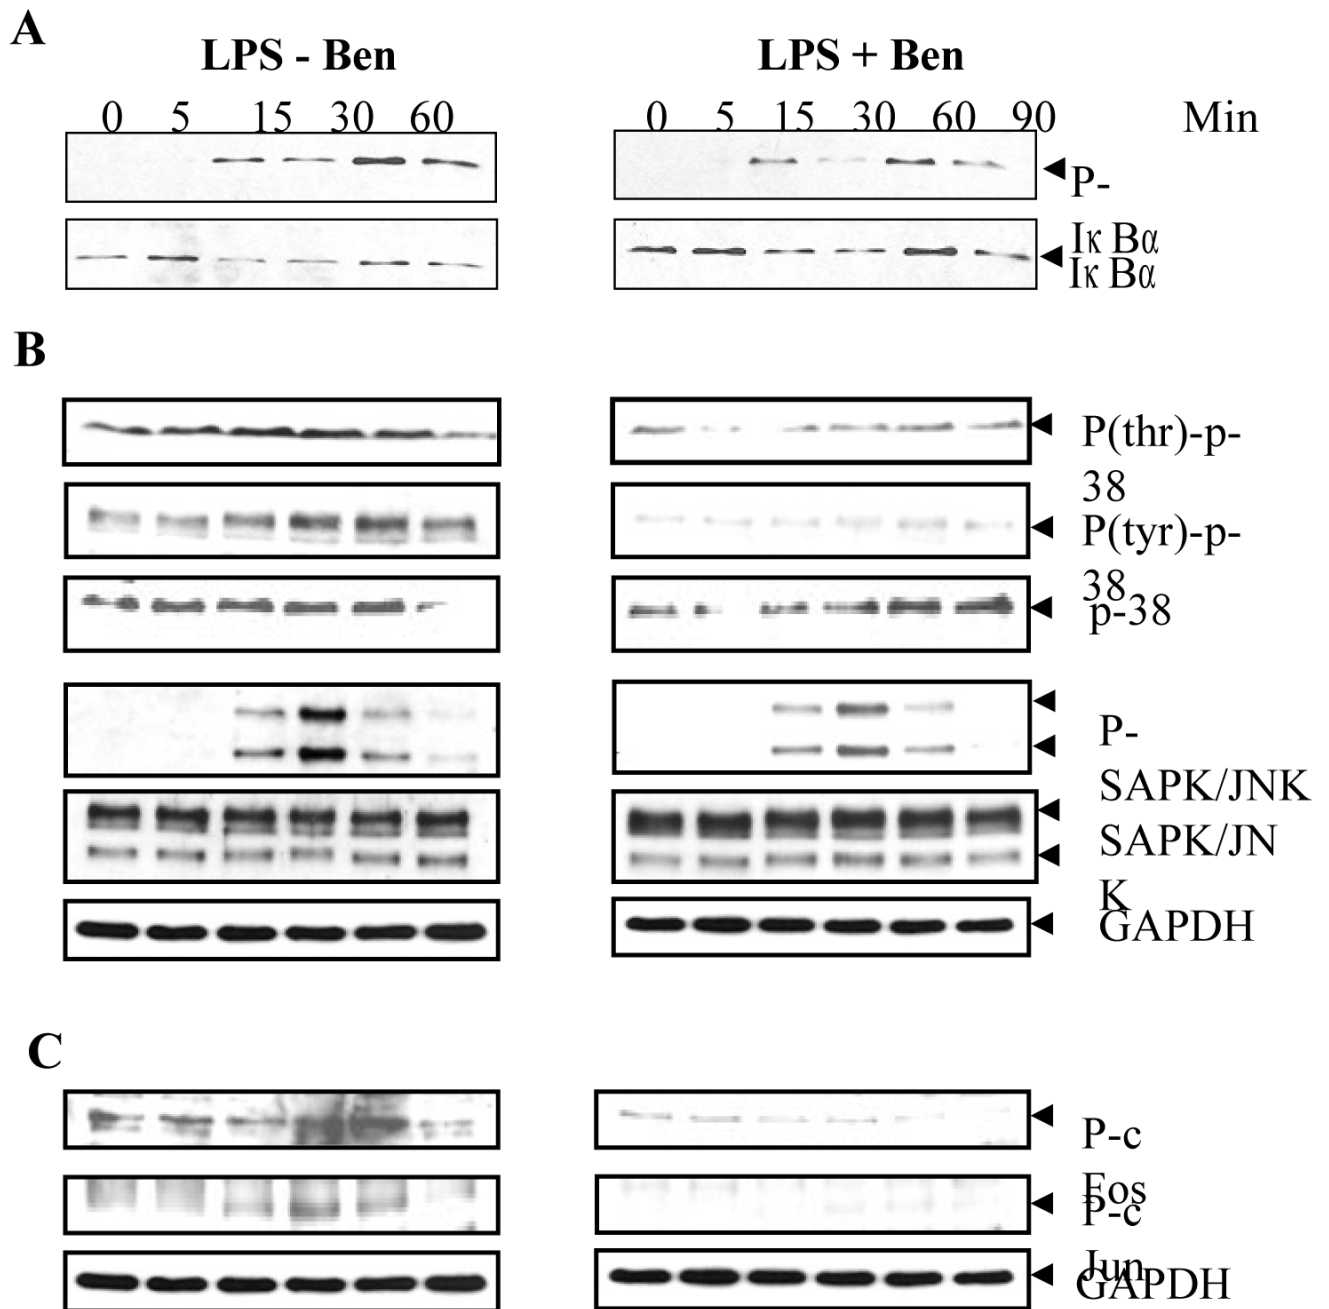 A
LPS - Ben
LPS + Ben
0 5 15 30 60
0 5 15 30 60 90 Min
P-
Iκ Bα
Iκ Bα
B
P(thr)-p-
38
P(tyr)-p-
38
p-38
P-
SAPK/JNK
SAPK/JN
K
GAPDH
C
P-c
Fos
P-c
Jun
GAPDH